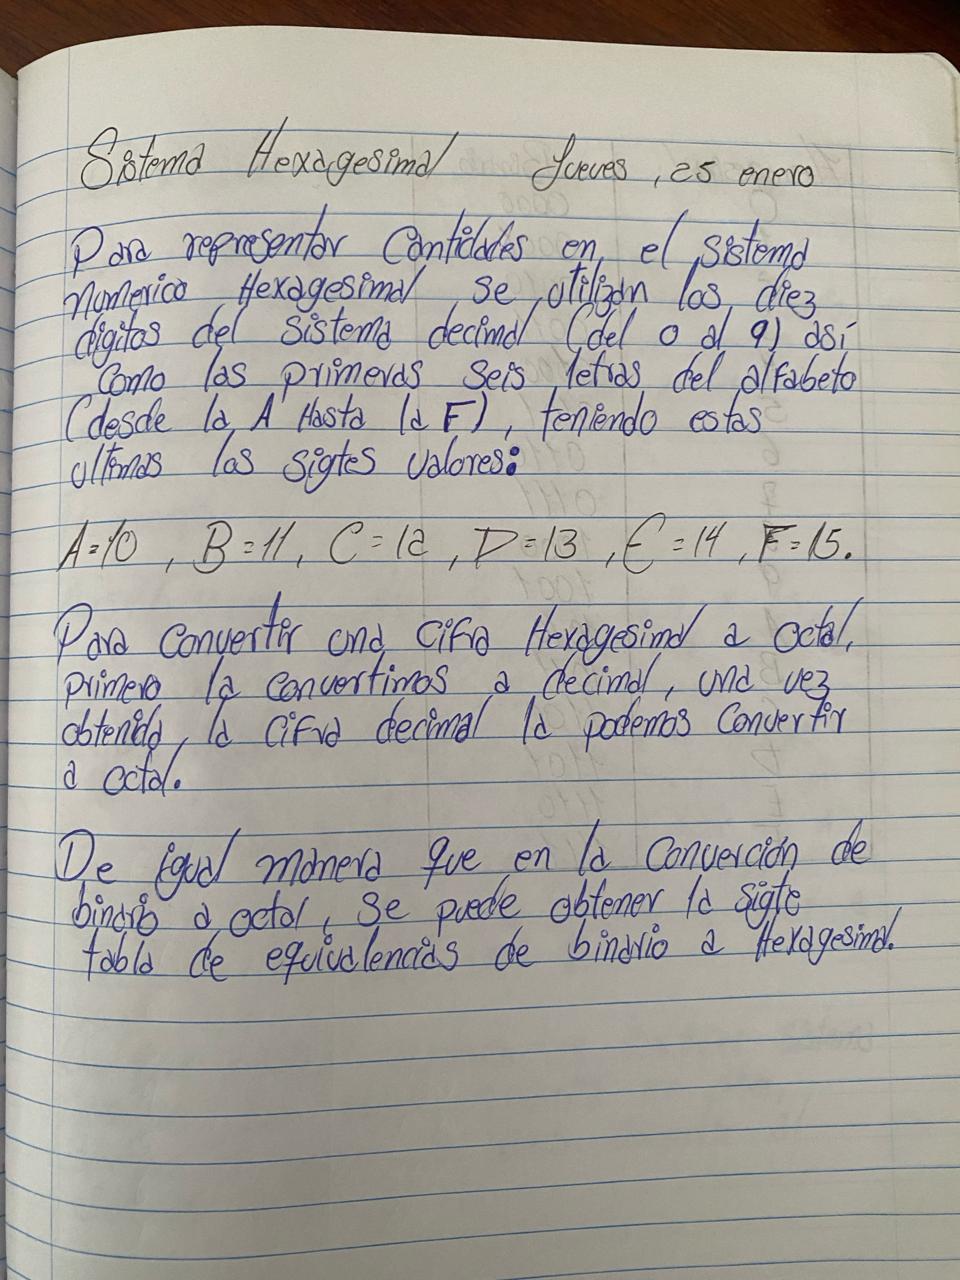 Sistema Hexagesimal Jueves, 25 enero
Para representar Cantidades en el Sistema
numerico Hexagesimal se utilizan los diez
digitos del sistema decimal (del 0 al 9) así
Como las primeras seis letras del alfabeto
(desde la A Hasta la F), teniendo estas
ultimas los sigtes valores:
A=10, B=11, C=12, D=13, E=14, F=15.
Para Convertir una Cifra Hexagesimal a octal,
primero la convertimos a decimal, una vez
obtenida, la cifra decimal la podemos Convertir
a octal.
De igual manera que en la Conversción de
binario a octal, Se puede obtener la sigte
tabla de equivalencias de binario a Hexagesimal.